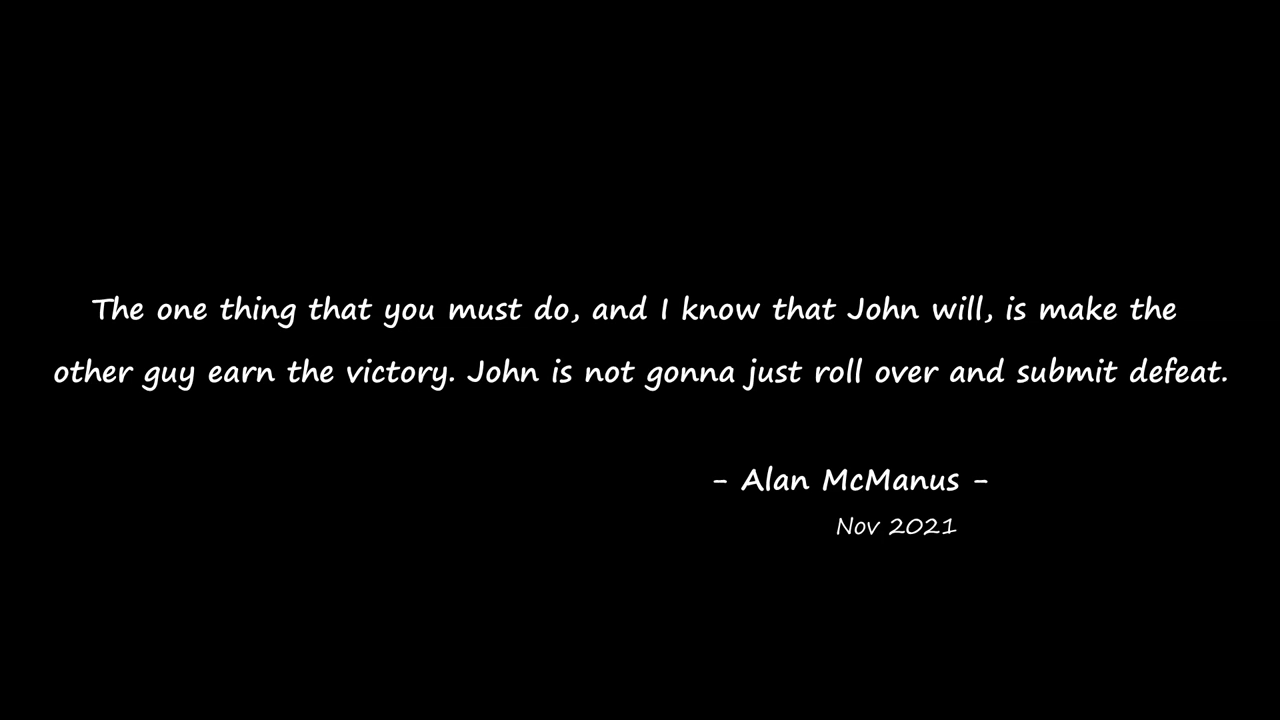 The one thing that you must do, and I know that John will, is make the
other guy earn the victory. John is not gonna just roll over and submit defeat.
- Alan McManus -
Nov 2021